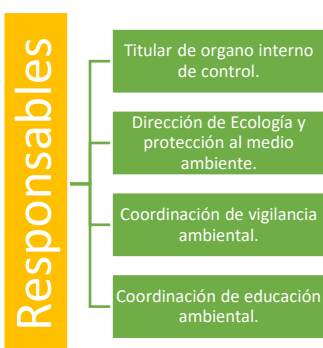 Responsables
Titular de organo interno
de control.
Dirección de Ecología y
protección al medio
ambiente.
Coordinación de vigilancia
ambiental.
Coordinación de educación
ambiental.